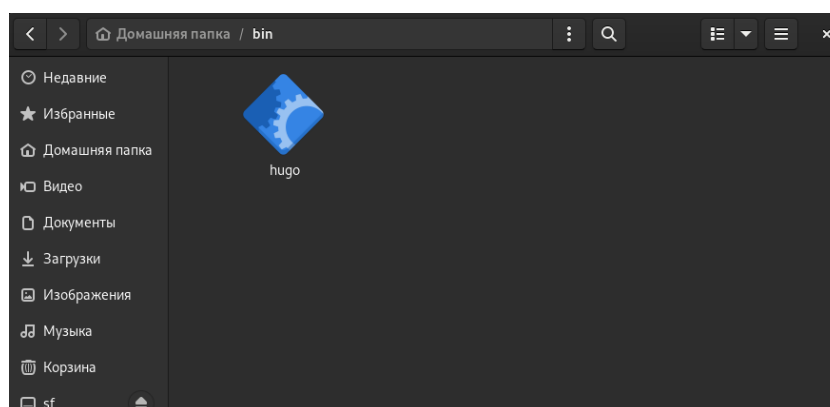 Домашняя папка / bin
Недавние
Избранные
Домашняя папка
Видео
Документы
Загрузки
Изображения
Музыка
Корзина
sf
hugo